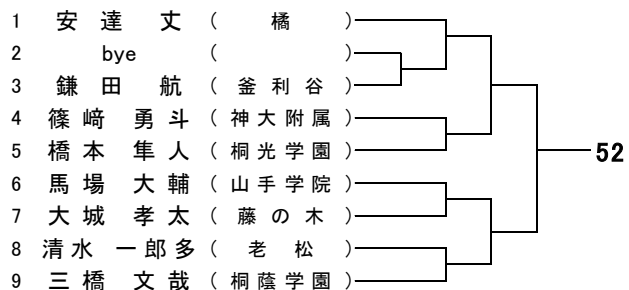 1 安達 丈 ( 橘 )
2 bye ( )
3 鎌田 航 ( 釜利谷 )
4 篠﨑 勇斗 ( 神大附属 )
5 橋本 隼人 ( 桐光学園 )
52
6 馬場 大輔 ( 山手学院 )
7 大城 孝太 ( 藤の木 )
8 清水 一郎多 ( 老松 )
9 三橋 文哉 ( 桐蔭学園 )